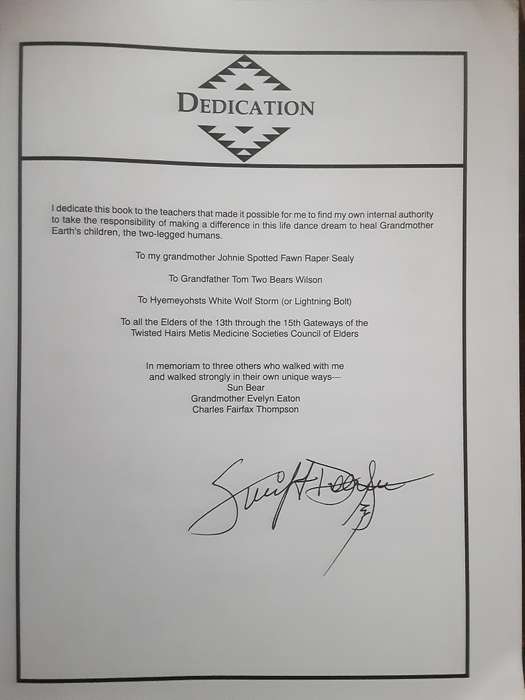 DEDICATION
I dedicate this book to the teachers that made it possible for me to find my own internal authority
to take the responsibility of making a difference in this life dance dream to heal Grandmother
Earth's children, the two-legged humans.
To my grandmother Johnie Spotted Fawn Raper Sealy
To Grandfather Tom Two Bears Wilson
To Hyemeyohsts White Wolf Storm (or Lightning Bolt)
To all the Elders of the 13th through the 15th Gateways of the
Twisted Hairs Metis Medicine Societies Council of Elders
In memoriam to three others who walked with me
and walked strongly in their own unique ways—
Sun Bear
Grandmother Evelyn Eaton
Charles Fairfax Thompson
Swift Deer